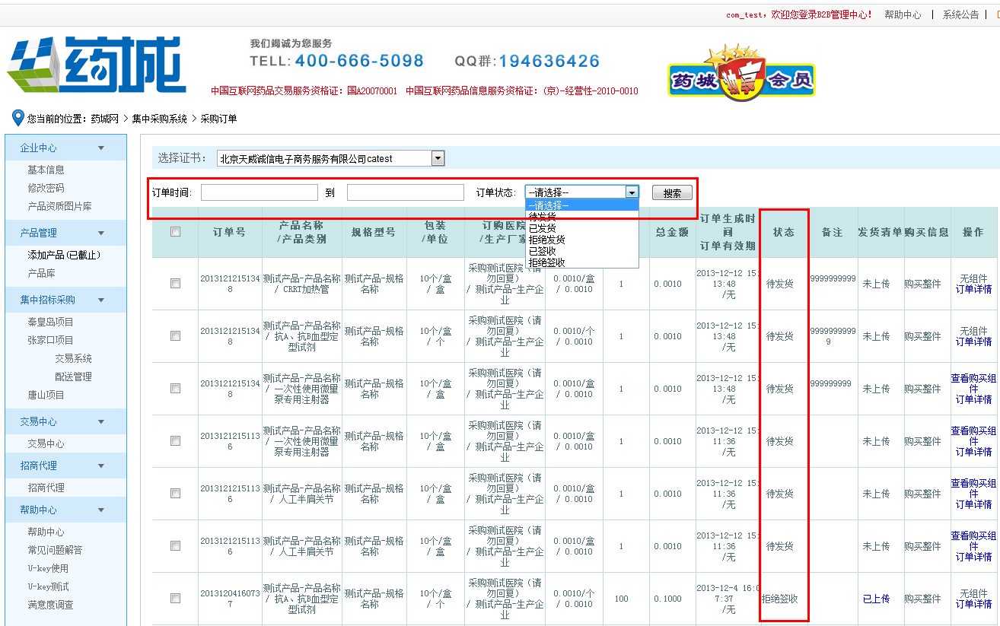 com_test，欢迎您登录B2B管理中心！ 帮助中心 | 系统公告 |
药城
我们竭诚为您服务
TELL:400-666-5098 QQ群:194636426
药城 会员
中国互联网药品交易服务资格证：国A20070001 中国互联网药品信息服务资格证：(京)-经营性-2010-0010
您当前的位置：药城网 > 集中采购系统 > 采购订单
企业中心
基本信息
修改密码
产品资质图片库
产品管理
添加产品(已截止)
产品库
集中招标采购
秦皇岛项目
张家口项目
交易系统
配送管理
唐山项目
交易中心
交易中心
招商代理
招商代理
帮助中心
帮助中心
常见问题解答
U-key使用
U-key测试
满意度调查
选择证书： 北京天威诚信电子商务服务有限公司catest
订单时间： 到 订单状态： --请选择-- 搜索
--请选择--
待发货
已发货
拒绝发货
已签收
拒绝签收
订单号 产品名称/产品类别 规格型号 包装/单位 订购医院/生产厂家 总金额 订单生成时间 订单有效期 状态 备注 发货清单 购买信息 操作
20131212151348 测试产品-产品名称 / CRRT加热管 测试产品-规格名称 10个/盒 / 盒 采购测试医院（请勿回复） / 测试产品-生产企业 0.0010/盒 / 0.0010 1 0.0010 2013-12-12 15:13:48 /无 待发货 9999999999 未上传 购买整件 无组件 订单详情
20131212151348 测试产品-产品名称 / 抗A、抗B血型定型试剂 测试产品-规格名称 10个/盒 / 个 采购测试医院（请勿回复） / 测试产品-生产企业 0.0010/个 / 0.0010 1 0.0010 2013-12-12 15:13:48 /无 待发货 99999999999 未上传 购买整件 无组件 订单详情
20131212151348 测试产品-产品名称 / 一次性使用微量泵专用注射器 测试产品-规格名称 10个/盒 / 盒 采购测试医院（请勿回复） / 测试产品-生产企业 0.0010/盒 / 0.0010 1 0.0010 2013-12-12 15:13:48 /无 待发货 999999999 未上传 购买整件 查看购买组件 订单详情
20131212151136 测试产品-产品名称 / 一次性使用微量泵专用注射器 测试产品-规格名称 10个/盒 / 盒 采购测试医院（请勿回复） / 测试产品-生产企业 0.0010/盒 / 0.0010 1 0.0010 2013-12-12 15:11:36 /无 待发货 未上传 购买整件 查看购买组件 订单详情
20131212151136 测试产品-产品名称 / 人工半肩关节 测试产品-规格名称 10个/盒 / 盒 采购测试医院（请勿回复） / 测试产品-生产企业 0.0010/盒 / 0.0010 1 0.0010 2013-12-12 15:11:36 /无 待发货 未上传 购买整件 查看购买组件 订单详情
20131212151136 测试产品-产品名称 / 人工半肩关节 测试产品-规格名称 10个/盒 / 盒 采购测试医院（请勿回复） / 测试产品-生产企业 0.0010/盒 / 0.0010 1 0.0010 2013-12-12 15:11:36 /无 待发货 未上传 购买整件 查看购买组件 订单详情
20131204160737 测试产品-产品名称 / 抗A、抗B血型定型试剂 测试产品-规格名称 10个/盒 / 个 采购测试医院（请勿回复） / 测试产品-生产企业 0.0010/个 / 0.0010 100 0.1000 2013-12-4 16:07:37 /无 拒绝签收 已上传 购买整件 无组件 订单详情